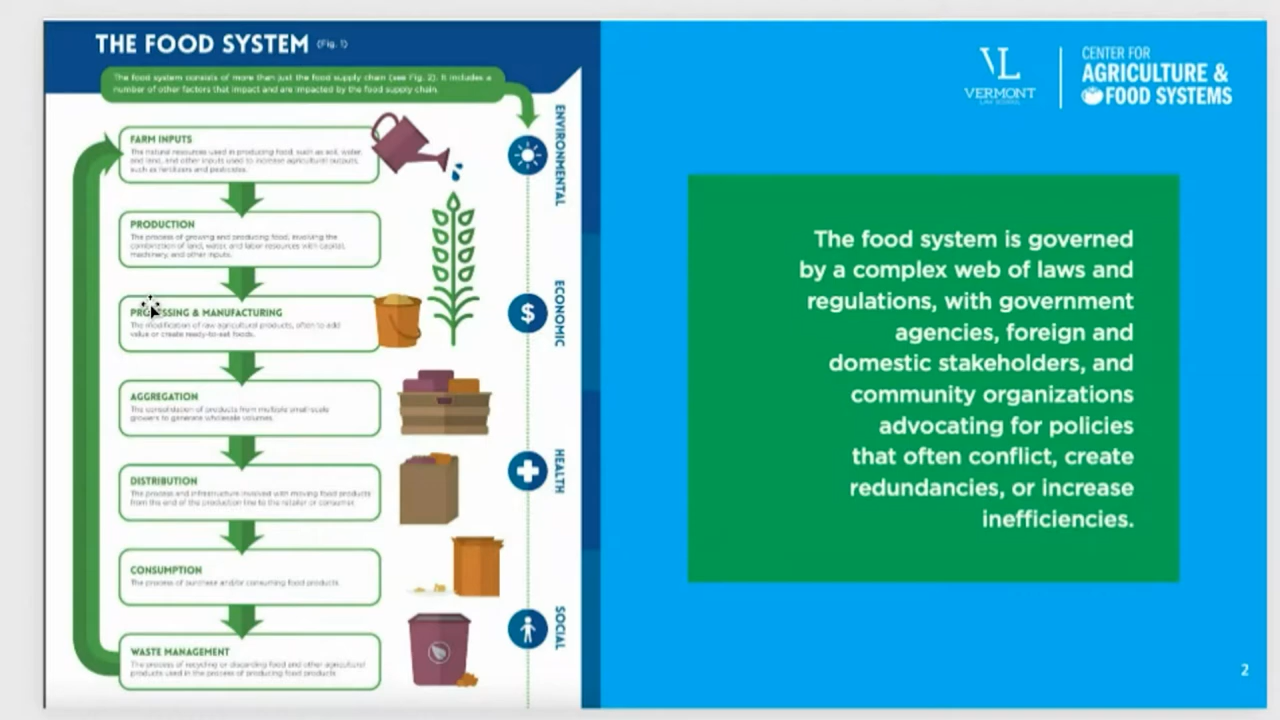 THE FOOD SYSTEM (Fig. 1)
The food system consists of more than just the food supply chain (see Fig. 2). It includes a
number of other factors that impact and are impacted by the food supply chain.
FARM INPUTS
The natural resources used in producing food, such as soil, water,
and land, and other inputs used to increase agricultural outputs,
such as fertilizers and pesticides.
PRODUCTION
The process of growing and producing food, involving the
combination of land, water, and labor resources with capital,
machinery, and other inputs.
PROCESSING & MANUFACTURING
The modification of raw agricultural products, often to add
value or create ready-to-eat foods.
AGGREGATION
The consolidation of products from multiple small-scale
growers to generate wholesale volumes.
DISTRIBUTION
The process and infrastructure involved with moving food products
from the end of the production line to the retailer or consumer.
CONSUMPTION
The process of purchase and/or consuming food products.
WASTE MANAGEMENT
The process of recycling or discarding food and other agricultural
products used in the process of producing food products.
ENVIRONMENTAL
$
ECONOMIC
HEALTH
SOCIAL
VL
VERMONT
LAW SCHOOL
CENTER FOR
AGRICULTURE &
FOOD SYSTEMS
The food system is governed
by a complex web of laws and
regulations, with government
agencies, foreign and
domestic stakeholders, and
community organizations
advocating for policies
that often conflict, create
redundancies, or increase
inefficiencies.
2